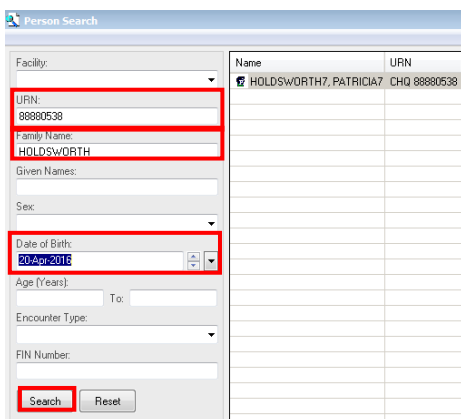 Person Search
Facility:
URN:
88880538
Family Name:
HOLDSWORTH
Given Names:
Sex:
Date of Birth:
20-Apr-2016
Age (Years):
To:
Encounter Type:
FIN Number:
Search Reset
Name URN
HOLDSWORTH7, PATRICIA7 CHQ 88880538